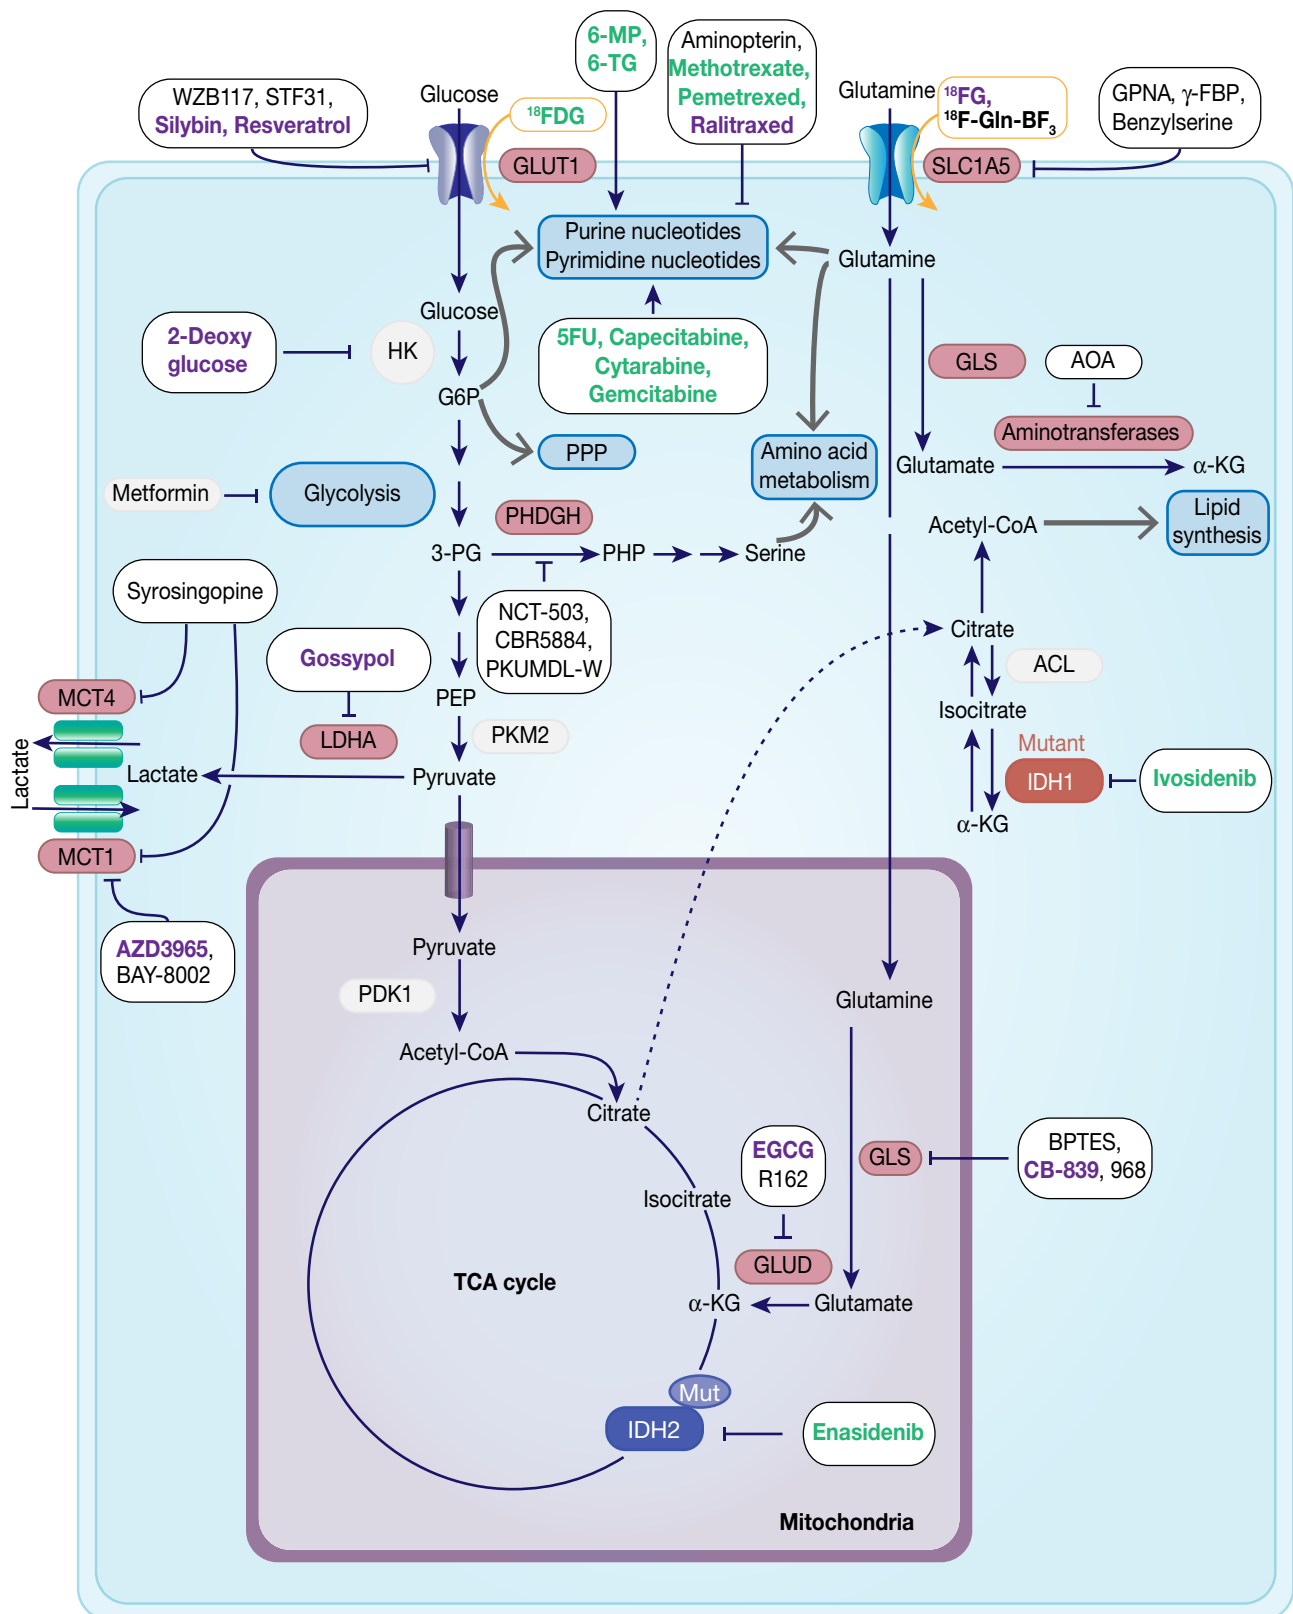 6-MP,
6-TG
Aminopterin,
Methotrexate,
Pemetrexed,
Ralitraxed
WZB117, STF31,
Silybin, Resveratrol
Glucose
¹⁸FDG
GLUT1
Glutamine
¹⁸FG,
¹⁸F-Gln-BF₃
SLC1A5
GPNA, γ-FBP,
Benzylserine
Purine nucleotides
Pyrimidine nucleotides
Glutamine
Glucose
2-Deoxy
glucose
HK
5FU, Capecitabine,
Cytarabine,
Gemcitabine
GLS
AOA
G6P
Aminotransferases
PPP
Amino acid
metabolism
Glutamate
α-KG
Metformin
Glycolysis
PHDGH
Lipid
synthesis
Acetyl-CoA
3-PG
PHP
Serine
Syrosingopine
NCT-503,
CBR5884,
PKUMDL-W
Citrate
Gossypol
ACL
MCT4
PEP
Isocitrate
LDHA
PKM2
Mutant
IDH1
Ivosidenib
Lactate
Lactate
Pyruvate
α-KG
MCT1
AZD3965,
BAY-8002
Pyruvate
PDK1
Glutamine
Acetyl-CoA
Citrate
EGCG
R162
GLS
BPTES,
CB-839, 968
Isocitrate
GLUD
TCA cycle
α-KG
Glutamate
Mut
IDH2
Enasidenib
Mitochondria